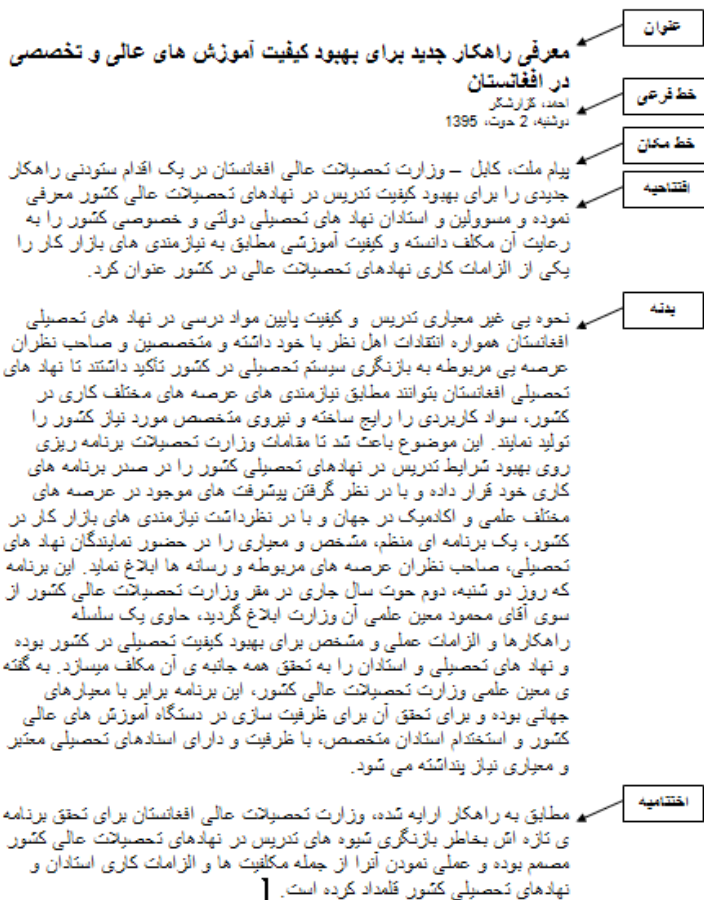 عنوان
معرفی راهکار جدید برای بهبود کیفیت آموزش های عالی و تخصصی
در افغانستان
خط فرعی
احمد، گزارشگر
دوشنبه، 2 حوت، 1395
خط مکان
پیام ملت، کابل – وزارت تحصیلات عالی افغانستان در یک اقدام ستودنی راهکار
افتتاحیه
جدیدی را برای بهبود کیفیت تدریس در نهادهای تحصیلات عالی کشور معرفی
نموده و مسوولین و استادان نهاد های تحصیلی دولتی و خصوصی کشور را به
رعایت آن مکلف دانسته و کیفیت آموزشی مطابق به نیازمندی های بازار کار را
یکی از الزامات کاری نهادهای تحصیلات عالی در کشور عنوان کرد.
بدنه
نحوه یی غیر معیاری تدریس و کیفیت پایین مواد درسی در نهاد های تحصیلی
افغانستان همواره انتقادات اهل نظر با خود داشته و متخصصین و صاحب نظران
عرصه یی مربوطه به بازنگری سیستم تحصیلی در کشور تأکید داشتند تا نهاد های
تحصیلی افغانستان بتوانند مطابق نیازمندی های عرصه های مختلف کاری در
کشور، سواد کاربردی را رایج ساخته و نیروی متخصص مورد نیاز کشور را
تولید نمایند. این موضوع باعث شد تا مقامات وزارت تحصیلات برنامه ریزی
روی بهبود شرایط تدریس در نهادهای تحصیلی کشور را در صدر برنامه های
کاری خود قرار داده و با در نظر گرفتن پیشرفت های موجود در عرصه های
مختلف علمی و اکادمیک در جهان و با در نظرداشت نیازمندی های بازار کار در
کشور، یک برنامه ای منظم، مشخص و معیاری را در حضور نمایندگان نهاد های
تحصیلی، صاحب نظران عرصه های مربوطه و رسانه ها ابلاغ نماید. این برنامه
که روز دو شنبه، دوم حوت سال جاری در مقر وزارت تحصیلات عالی کشور از
سوی آقای محمود معین علمی آن وزارت ابلاغ گردید، حاوی یک سلسله
راهکارها و الزامات عملی و مشخص برای بهبود کیفیت تحصیلی در کشور بوده
و نهاد های تحصیلی و استادان را به تحقق همه جانبه ی آن مکلف میسازد. به گفته
ی معین علمی وزارت تحصیلات عالی کشور، این برنامه برابر با معیارهای
جهانی بوده و برای تحقق آن برای ظرفیت سازی در دستگاه آموزش های عالی
کشور و استخندام استادان متخصص، با ظرفیت و دارای اسنادهای تحصیلی معتبر
و معیاری نیاز پنداشته می شود.
اختتامیه
مطابق به راهکار ارایه شده، وزارت تحصیلات عالی افغانستان برای تحقق برنامه
ی تازه اش بخاطر بازنگری شیوه های تدریس در نهادهای تحصیلات عالی کشور
مصمم بوده و عملی نمودن آنرا از جمله مکلفیت ها و الزامات کاری استادان و
نهادهای تحصیلی کشور قلمداد کرده است. [